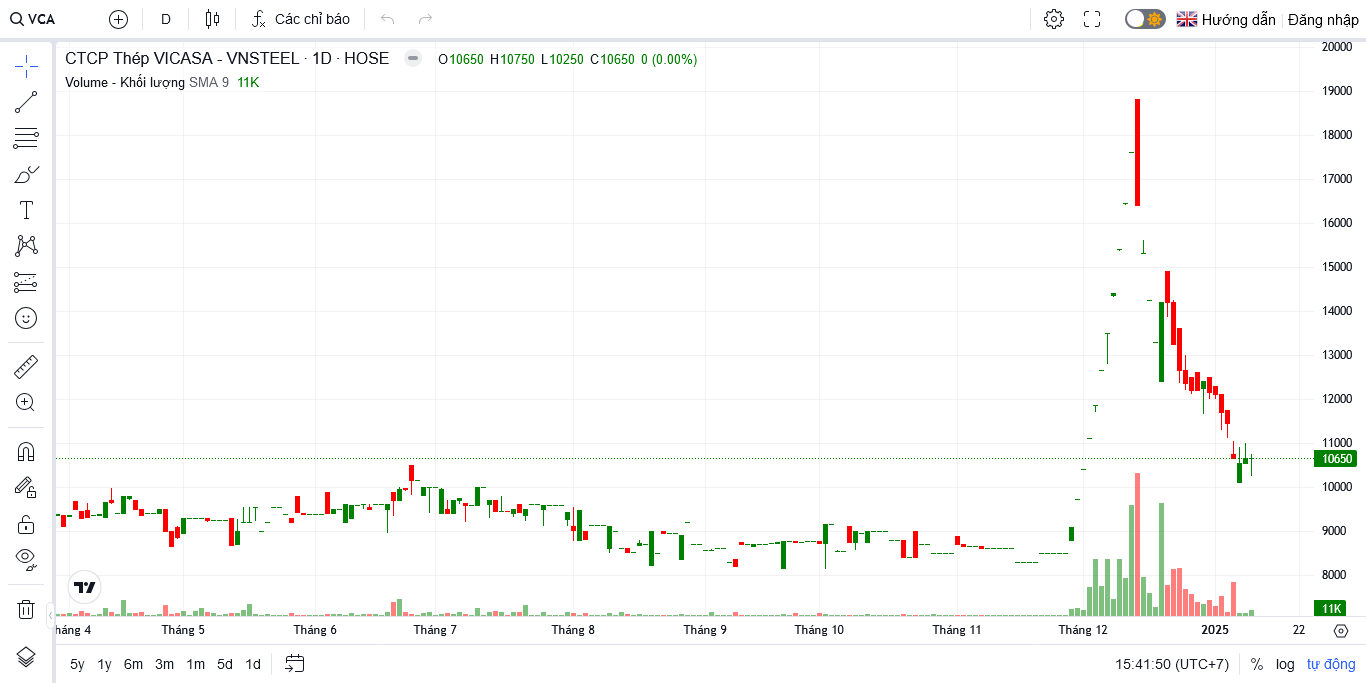 VCA D Các chỉ báo Hướng dẫn Đăng nhập
CTCP Thép VICASA - VNSTEEL · 1D · HOSE O10650 H10750 L10250 C10650 0 (0.00%)
Volume - Khối lượng SMA 9 11K
20000
19000
18000
17000
16000
15000
14000
13000
12000
11000
10650
10000
9000
8000
11K
háng 4 Tháng 5 Tháng 6 Tháng 7 Tháng 8 Tháng 9 Tháng 10 Tháng 11 Tháng 12 2025 22
5y 1y 6m 3m 1m 5d 1d 15:41:50 (UTC+7) % log tự động